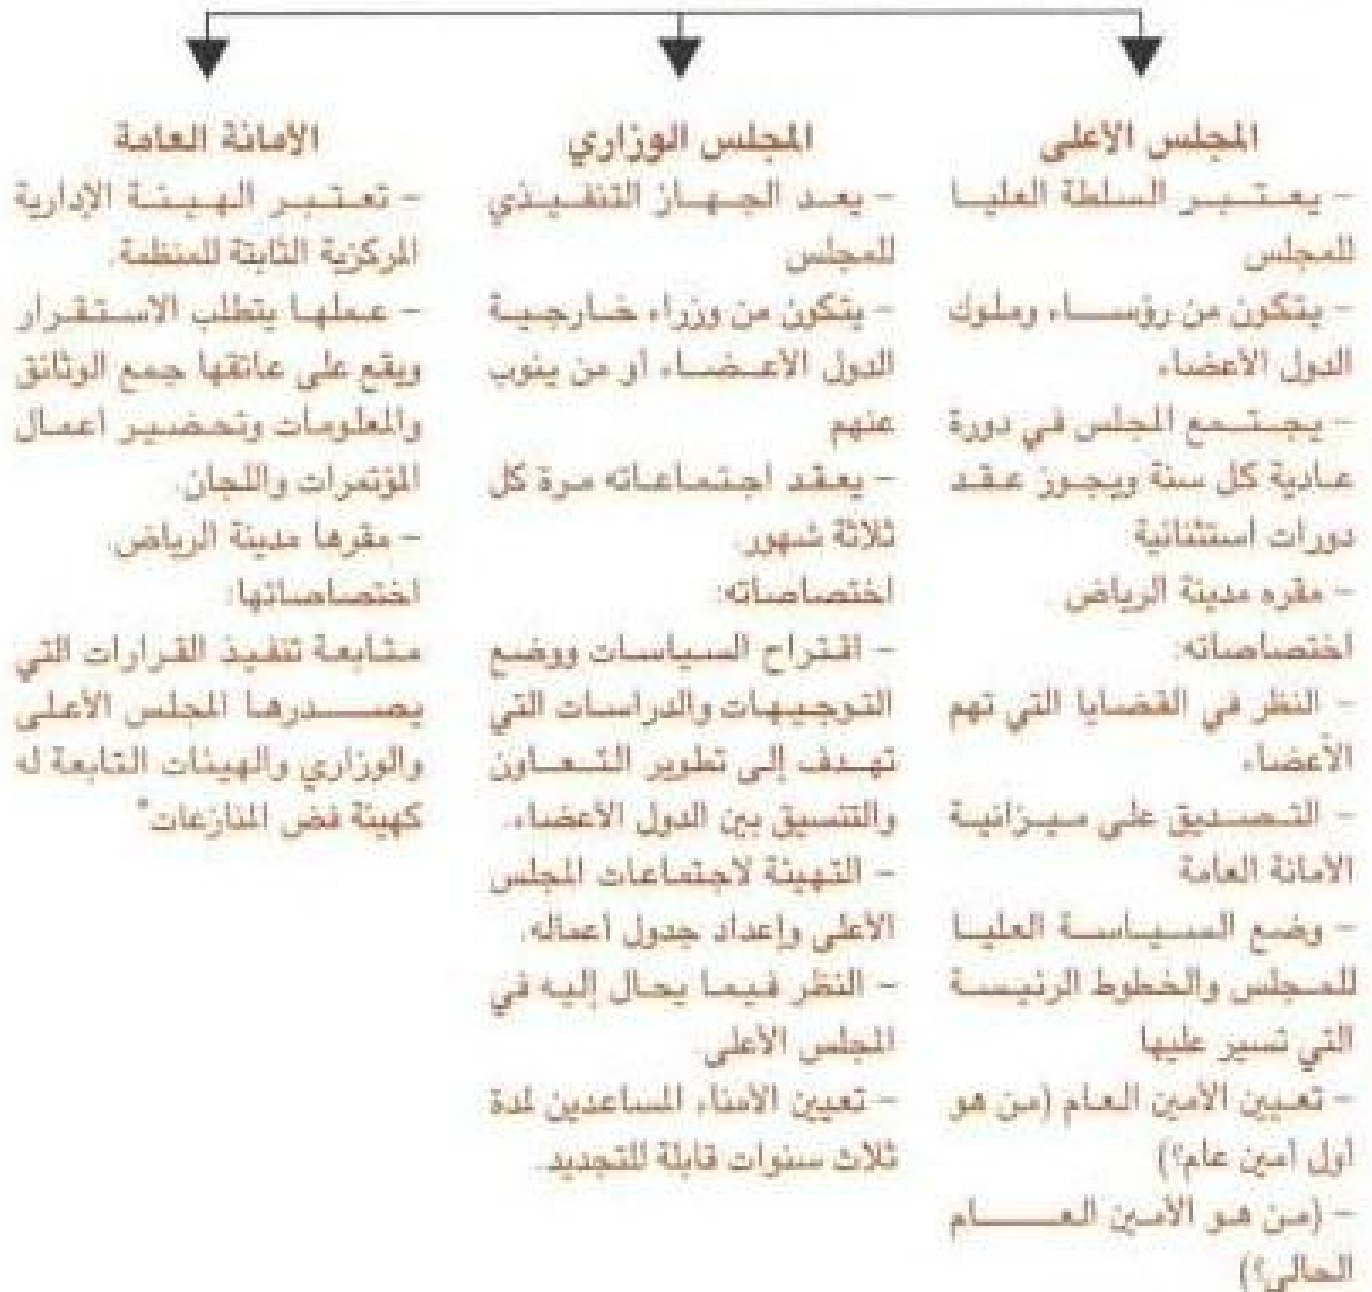 المجلس الأعلى
– يعتبر السلطة العليا
للمجلس
– يتكون من رؤساء وملوك
الدول الأعضاء
– يجتمع المجلس في دورة
عادية كل سنة ويجوز عقد
دورات استثنائية
– مقره مدينة الرياض.
اختصاصاته:
– النظر في القضايا التي تهم
الأعضاء.
– التصديق على ميزانية
الأمانة العامة
– وضع السياسة العليا
للمجلس والخطوط الرئيسة
التي تسير عليها
– تعيين الأمين العام (من هو
أول أمين عام؟)
– (من هو الأمين العام
الحالي؟)
المجلس الوزاري
– يعد الجهاز التنفيذي
للمجلس
– يتكون من وزراء خارجية
الدول الأعضاء، أو من ينوب
عنهم
– يعقد اجتماعاته مرة كل
ثلاثة شهور.
اختصاصاته:
– اقتراح السياسات ووضع
التوجيهات والدراسات التي
تهدف إلى تطوير التعاون
والتنسيق بين الدول الأعضاء.
– التهيئة لاجتماعات المجلس
الأعلى وإعداد جدول أعماله.
– النظر فيما يحال إليه في
المجلس الأعلى.
– تعيين الأمناء المساعدين لمدة
ثلاث سنوات قابلة للتجديد.
الأمانة العامة
– تعتبر الهيئة الإدارية
المركزية الثابتة للمنظمة.
– عملها يتطلب الاستقرار
ويقع على عاتقها جمع الوثائق
والمعلومات وتحضير أعمال
المؤتمرات واللجان.
– مقرها مدينة الرياض.
اختصاصاتها:
متابعة تنفيذ القرارات التي
يصدرها المجلس الأعلى
والوزاري والهيئات التابعة له
كهيئة فض المنازعات*